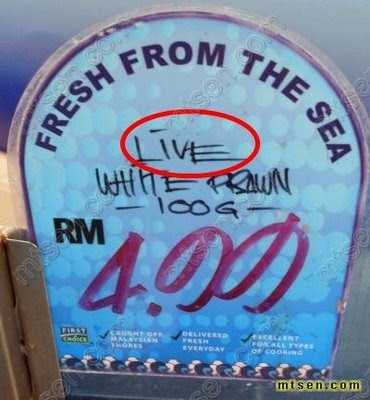 FRESH FROM THE SEA
LIVE
WHITE PRAWN
- 100G -
RM
4.00
FIRST CHOICE
✓ CAUGHT OFF MALAYSIAN SHORES
✓ DELIVERED FRESH EVERYDAY
✓ EXCELLENT FOR ALL TYPES OF COOKING
mtsen.com